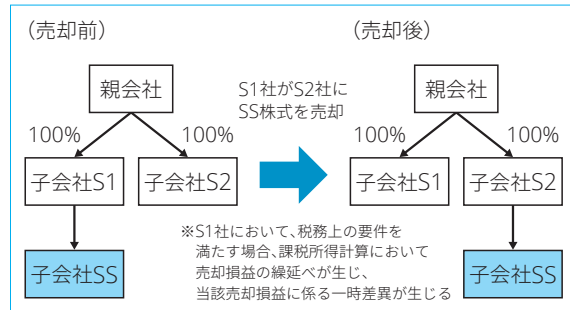 （売却前）
（売却後）
親会社
S1社がS2社に
SS株式を売却
親会社
100%
100%
100%
100%
子会社S1
子会社S2
子会社S1
子会社S2
※S1社において、税務上の要件を
満たす場合、課税所得計算において
売却損益の繰延べが生じ、
当該売却損益に係る一時差異が生じる
子会社SS
子会社SS